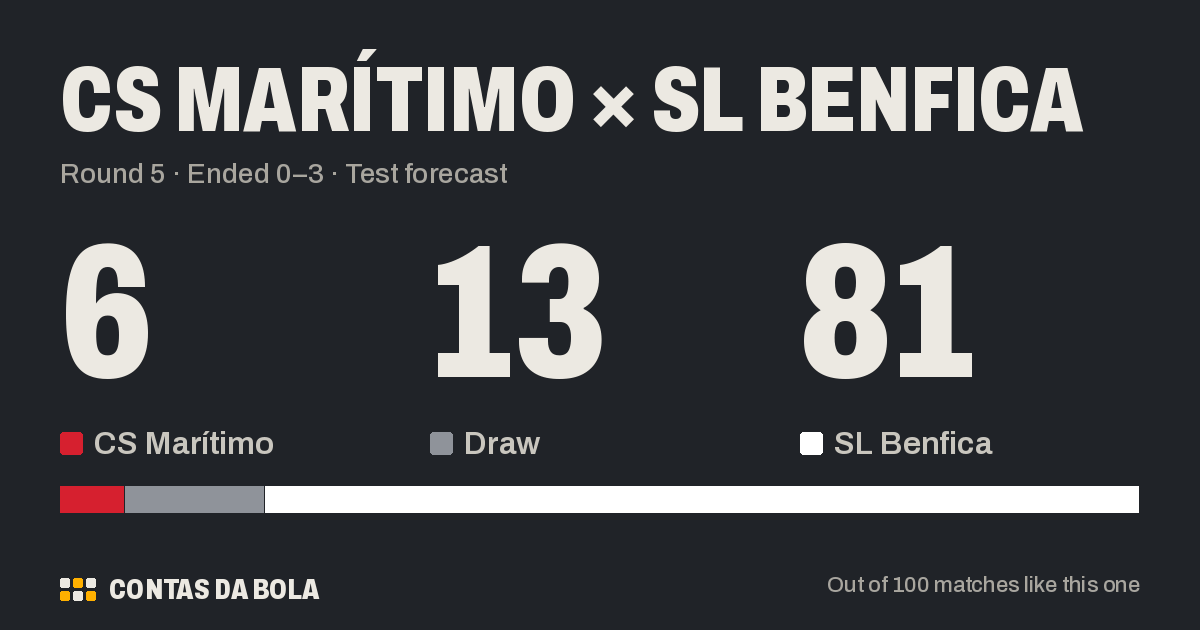 CS MARÍTIMO × SL BENFICA
Round 5 · Ended 0–3 · Test forecast
6 13 81
CS Marítimo Draw SL Benfica
CONTAS DA BOLA
Out of 100 matches like this one